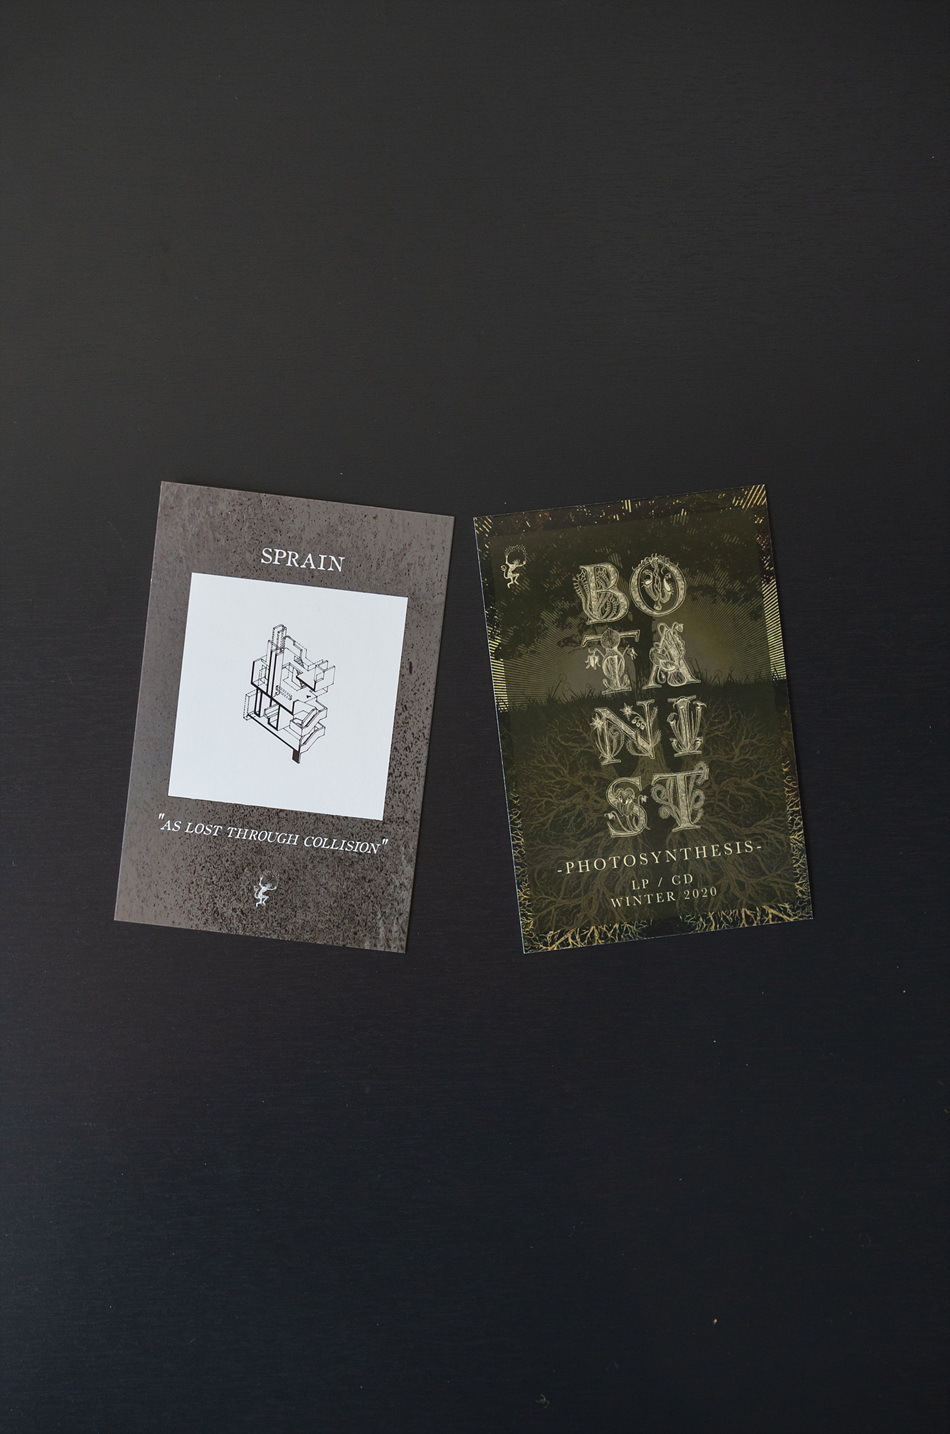 SPRAIN
"AS LOST THROUGH COLLISION"
BO
TA
NI
ST
-PHOTOSYNTHESIS-
LP / CD
WINTER 2020